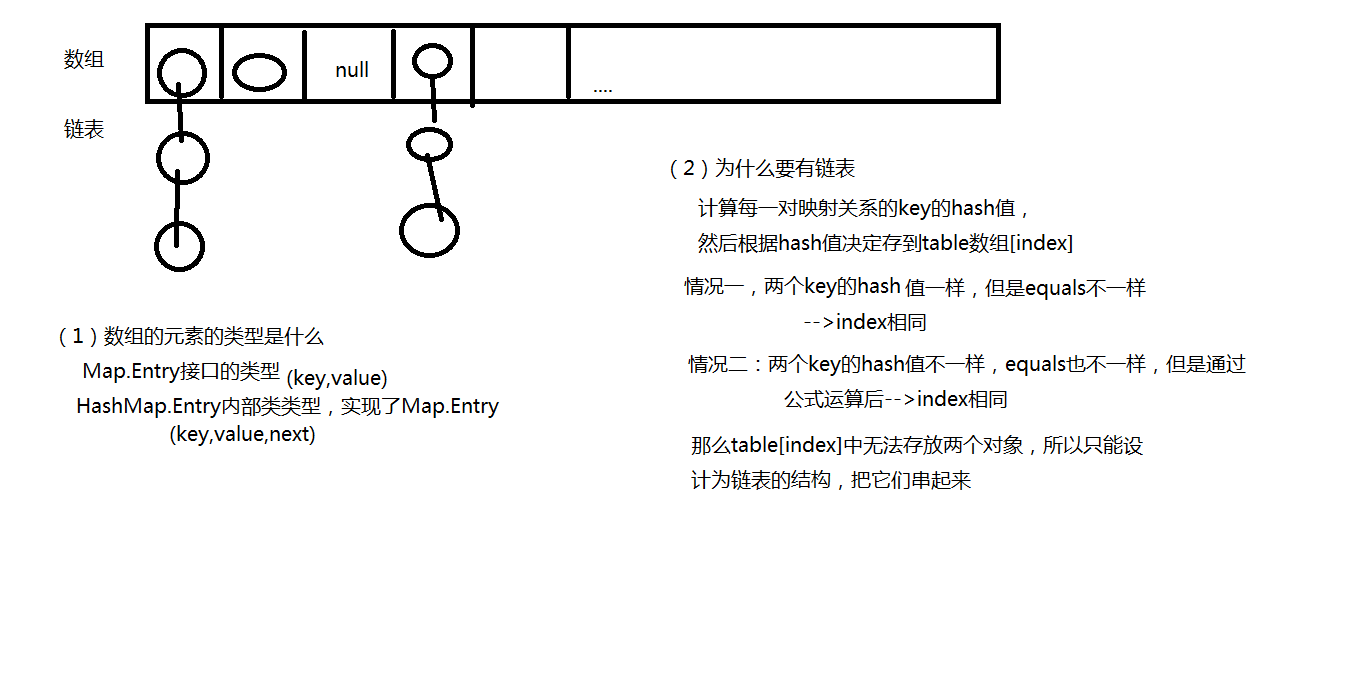 数组
null
....
链表
（1）数组的元素的类型是什么
Map.Entry接口的类型 (key,value)
HashMap.Entry内部类类型，实现了Map.Entry
(key,value,next)
（2）为什么要有链表
计算每一对映射关系的key的hash值，
然后根据hash值决定存到table数组[index]
情况一，两个key的hash 值一样，但是equals不一样
-->index相同
情况二：两个key的hash值不一样，equals也不一样，但是通过
公式运算后-->index相同
那么table[index]中无法存放两个对象，所以只能设
计为链表的结构，把它们串起来